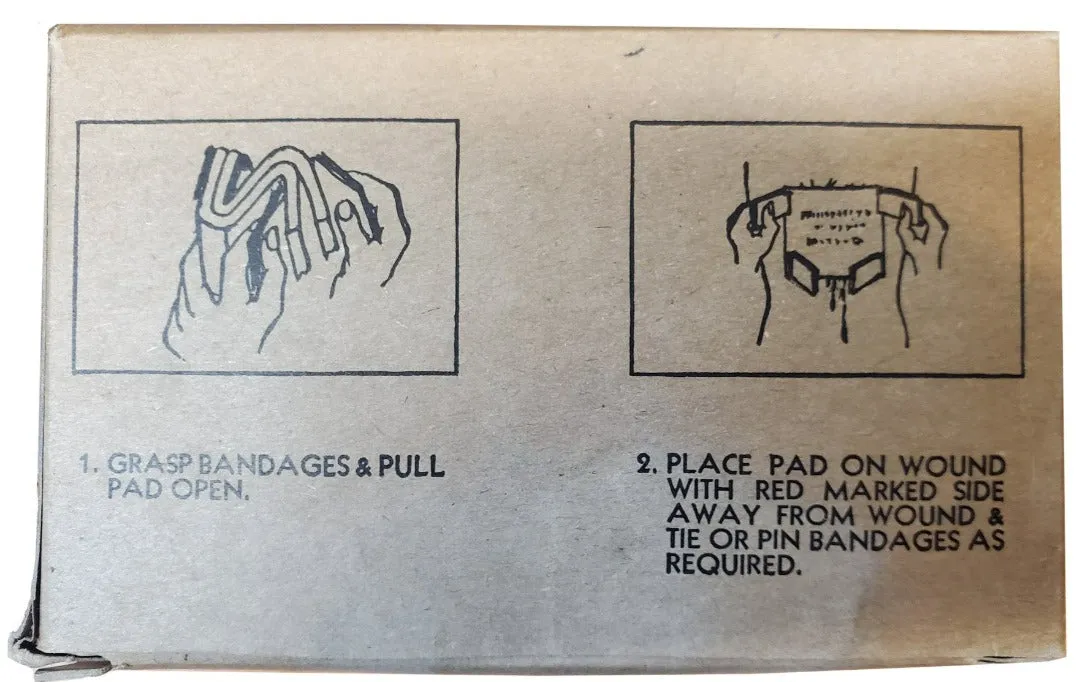 1. GRASP BANDAGES & PULL
PAD OPEN.
2. PLACE PAD ON WOUND
WITH RED MARKED SIDE
AWAY FROM WOUND &
TIE OR PIN BANDAGES AS
REQUIRED.